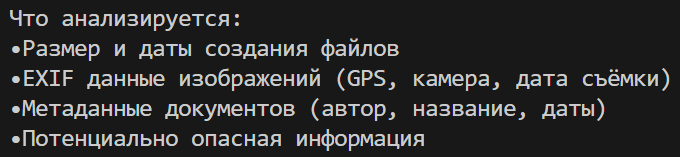 Что анализируется:
•Размер и даты создания файлов
•EXIF данные изображений (GPS, камера, дата съёмки)
•Метаданные документов (автор, название, даты)
•Потенциально опасная информация